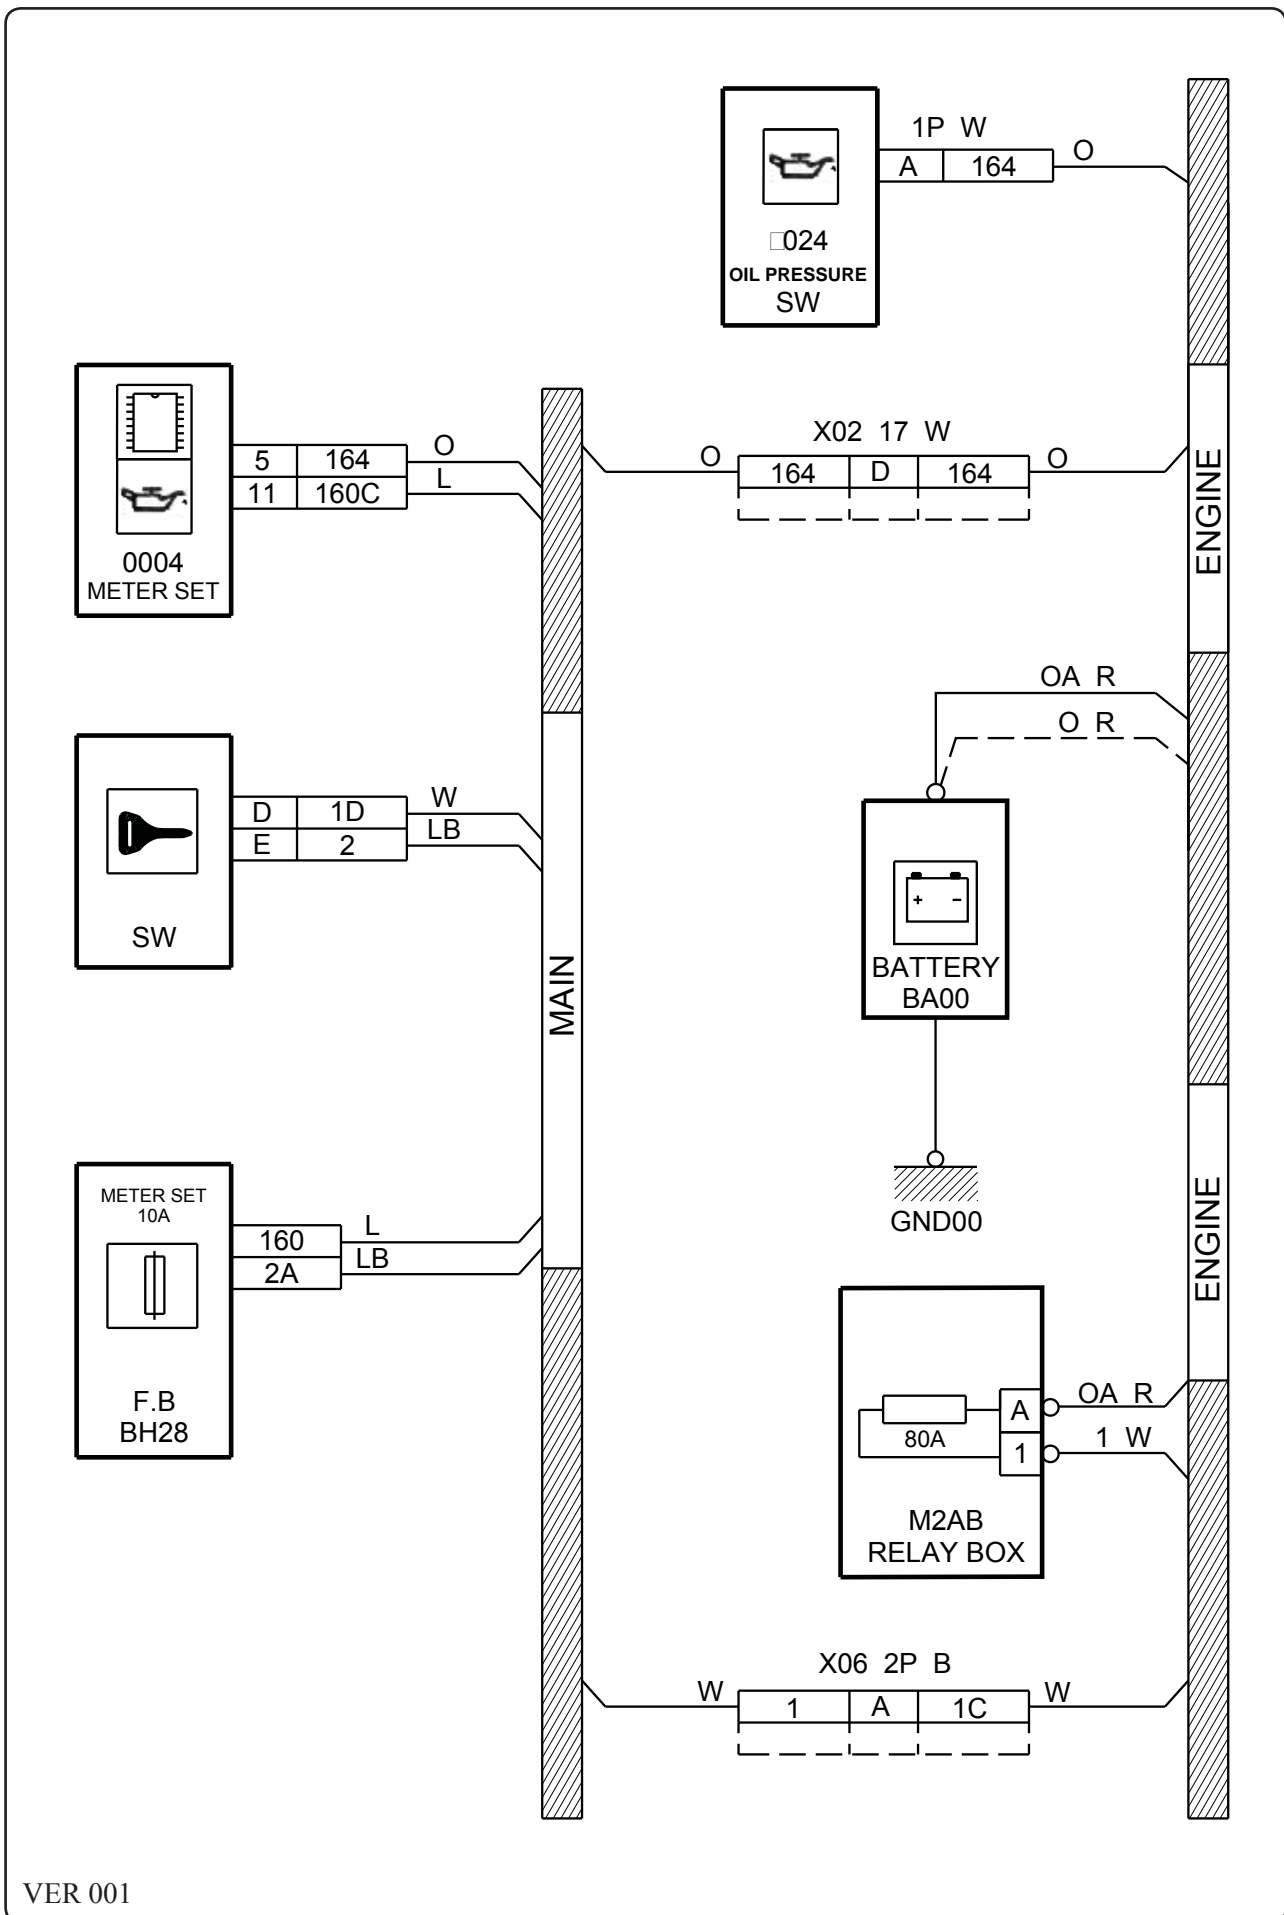 1P W
A 164 O
□024
OIL PRESSURE
SW
5 164 O
11 160C L
0004
METER SET
X02 17 W
O 164 D 164 O
ENGINE
OA R
O R
D 1D W
E 2 LB
SW
MAIN
+ -
BATTERY
BA00
GND00
METER SET
10A
160 L
2A LB
F.B
BH28
ENGINE
A OA R
80A
1 1 W
M2AB
RELAY BOX
X06 2P B
W 1 A 1C W
VER 001